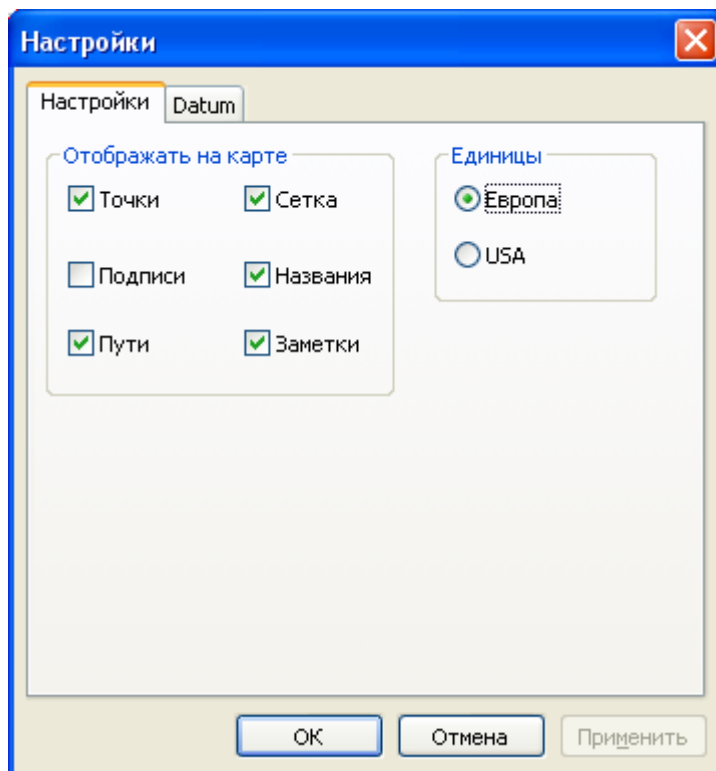 Настройки
Настройки Datum
Отображать на карте Единицы
Точки Сетка Европа
Подписи Названия USA
Пути Заметки
OK Отмена Применить